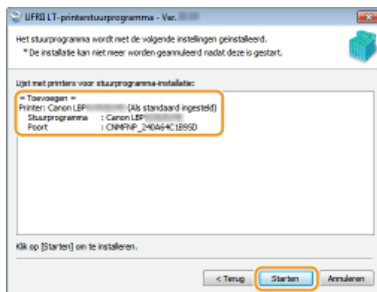 UFRII LT-printerstuurprogramma - Ver.
Het stuurprogramma wordt met de volgende instellingen geïnstalleerd.
* De installatie kan niet meer worden geannuleerd nadat deze is gestart.
Lijst met printers voor stuurprogramma-installatie:
= Toevoegen =
Printer: Canon LBP (Als standaard ingesteld)
Stuurprogramma : Canon LBP
Poort : CNMFNP_240A64C1B95D
Klik op [Starten] om te installeren.
< Terug Starten Annuleren